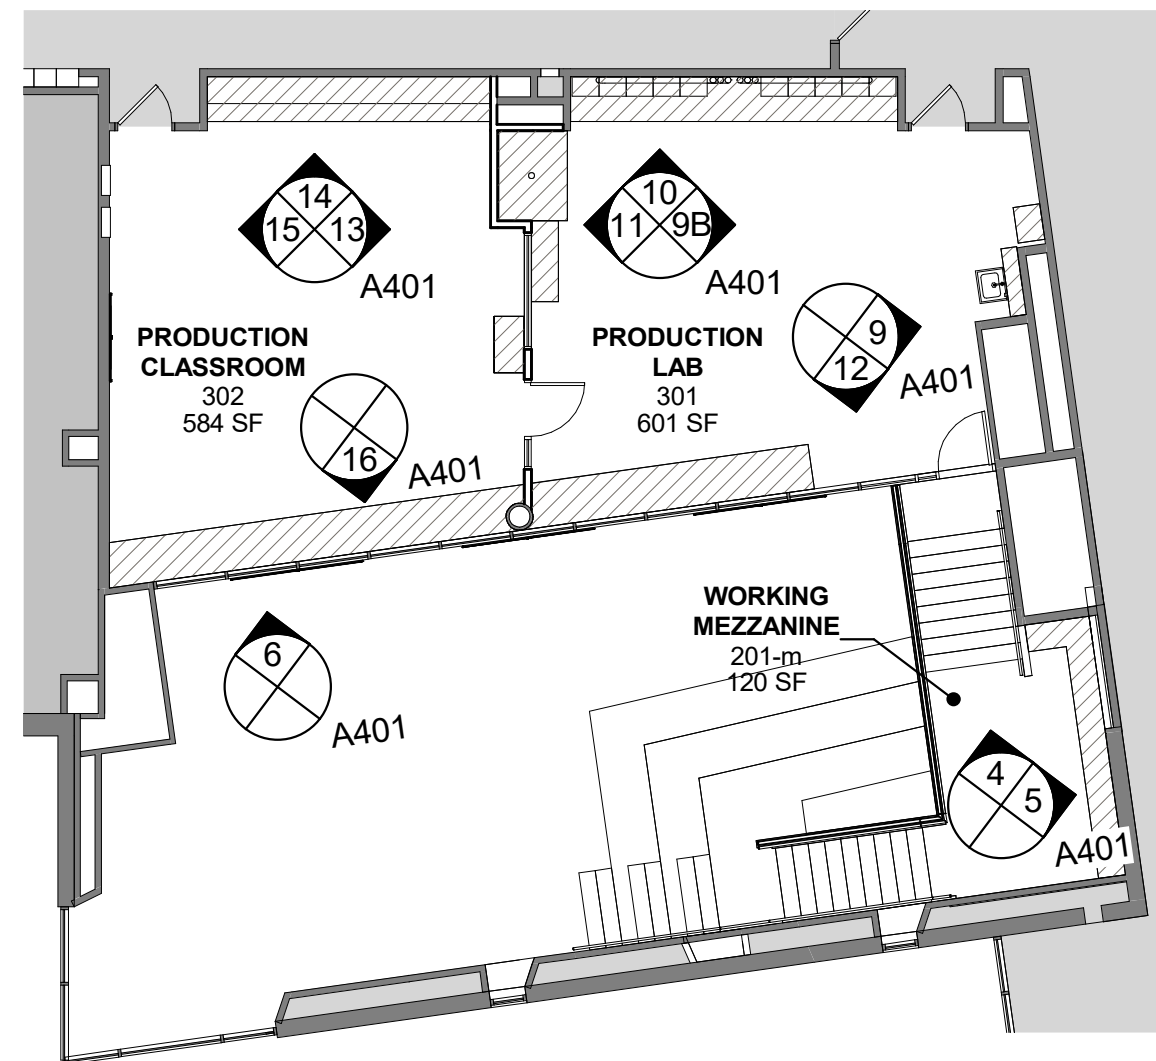 14
15 13
A401
10
11 9B
A401
PRODUCTION
CLASSROOM
302
584 SF
PRODUCTION
LAB
301
601 SF
9
12
A401
16
A401
WORKING
MEZZANINE
201-m
120 SF
6
A401
4
5
A401